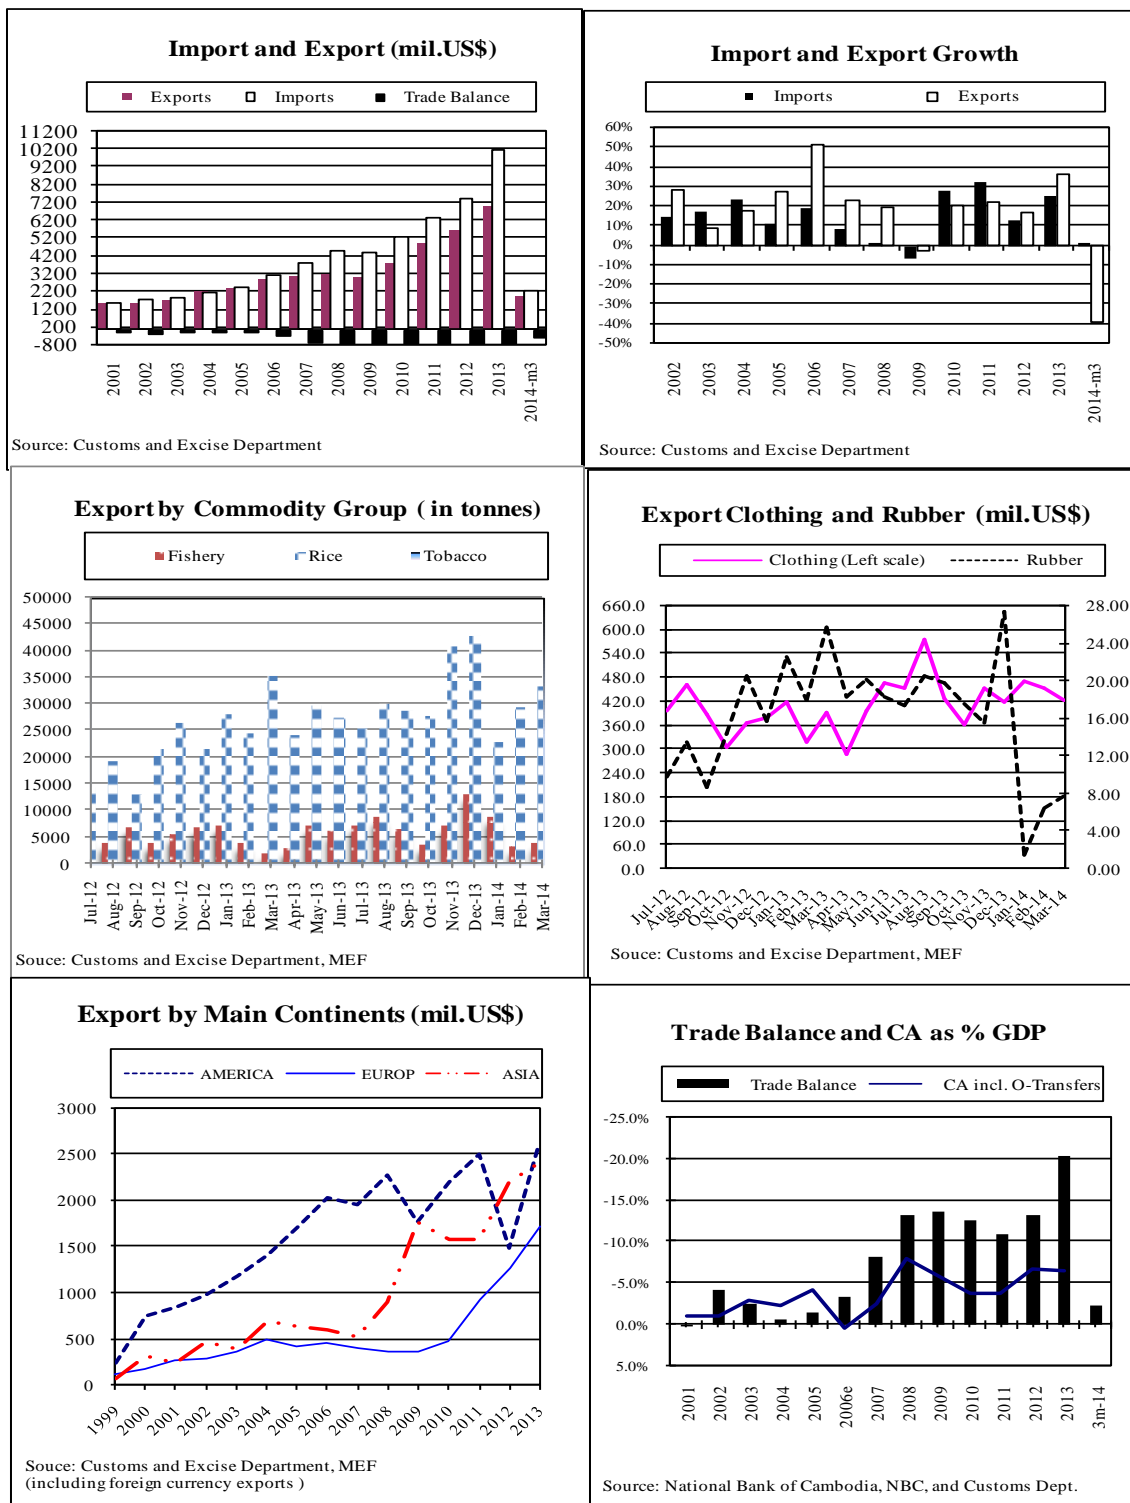 Import and Export (mil.US$)
Exports Imports Trade Balance
11200
10200
9200
8200
7200
6200
5200
4200
3200
2200
1200
200
-800
2001 2002 2003 2004 2005 2006 2007 2008 2009 2010 2011 2012 2013 2014-m3
Source: Customs and Excise Department
Import and Export Growth
Imports Exports
60%
50%
40%
30%
20%
10%
0%
-10%
-20%
-30%
-40%
-50%
2002 2003 2004 2005 2006 2007 2008 2009 2010 2011 2012 2013 2014-m3
Source: Customs and Excise Department
Export by Commodity Group ( in tonnes)
Fishery Rice Tobacco
50000
45000
40000
35000
30000
25000
20000
15000
10000
5000
0
Jul-12 Aug-12 Sep-12 Oct-12 Nov-12 Dec-12 Jan-13 Feb-13 Mar-13 Apr-13 May-13 Jun-13 Jul-13 Aug-13 Sep-13 Oct-13 Nov-13 Dec-13 Jan-14 Feb-14 Mar-14
Souce: Customs and Excise Department, MEF
Export Clothing and Rubber (mil.US$)
Clothing (Left scale) Rubber
660.0 28.00
600.0
540.0 24.00
480.0
420.0 20.00
360.0 16.00
300.0
240.0 12.00
180.0 8.00
120.0
60.0 4.00
0.0 0.00
Jul-12 Aug-12 Sep-12 Oct-12 Nov-12 Dec-12 Jan-13 Feb-13 Mar-13 Apr-13 May-13 Jun-13 Jul-13 Aug-13 Sep-13 Oct-13 Nov-13 Dec-13 Jan-14 Feb-14 Mar-14
Souce: Customs and Excise Department, MEF
Export by Main Continents (mil.US$)
AMERICA EUROP ASIA
3000
2500
2000
1500
1000
500
0
1999 2000 2001 2002 2003 2004 2005 2006 2007 2008 2009 2010 2011 2012 2013
Souce: Customs and Excise Department, MEF
(including foreign currency exports )
Trade Balance and CA as % GDP
Trade Balance CA incl. O-Transfers
-25.0%
-20.0%
-15.0%
-10.0%
-5.0%
0.0%
5.0%
2001 2002 2003 2004 2005 2006e 2007 2008 2009 2010 2011 2012 2013 3m-14
Source: National Bank of Cambodia, NBC, and Customs Dept.